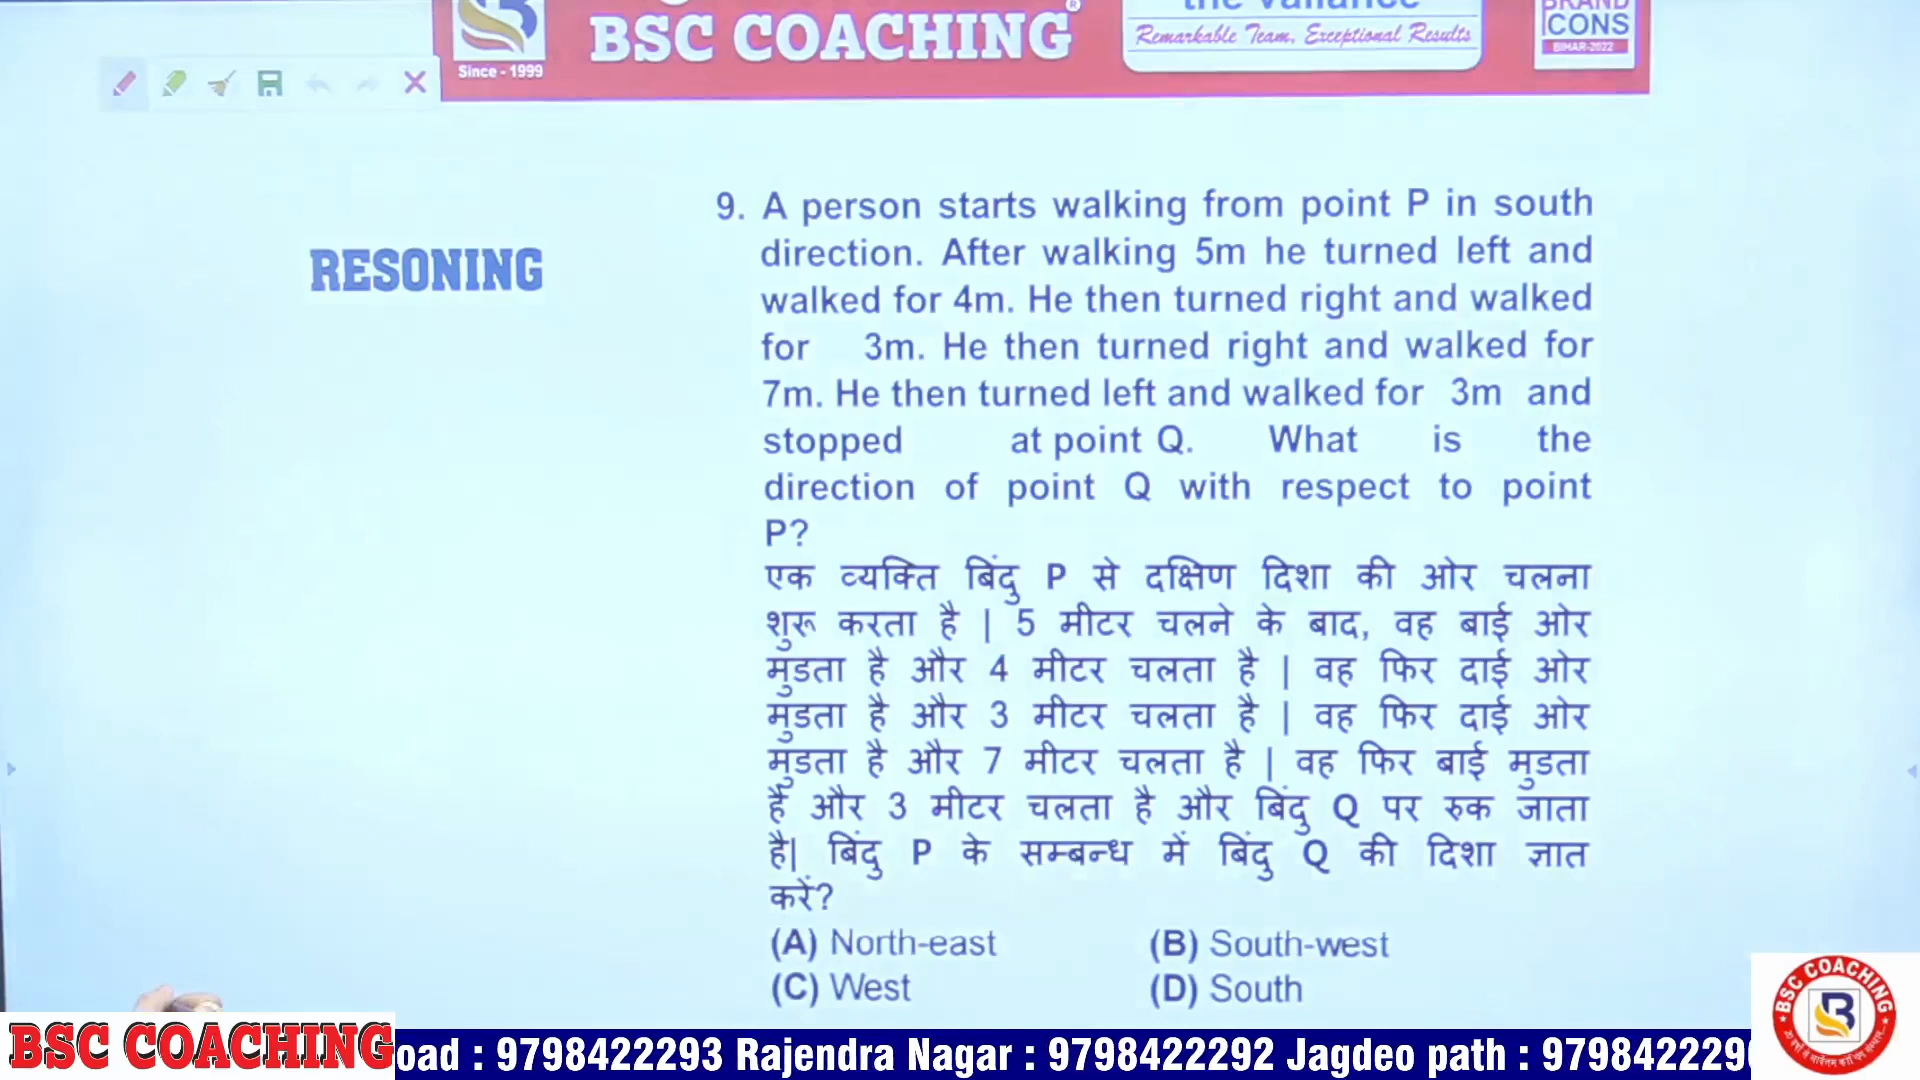 BSC COACHING
®
Since - 1999
Remarkable Team, Exceptional Results
BRAND
ICONS
BIHAR-2022
RESONING
9. A person starts walking from point P in south
direction. After walking 5m he turned left and
walked for 4m. He then turned right and walked
for 3m. He then turned right and walked for
7m. He then turned left and walked for 3m and
stopped at point Q. What is the
direction of point Q with respect to point
P?
एक व्यक्ति बिंदु P से दक्षिण दिशा की ओर चलना
शुरू करता है | 5 मीटर चलने के बाद, वह बाई ओर
मुडता है और 4 मीटर चलता है | वह फिर दाई ओर
मुडता है और 3 मीटर चलता है | वह फिर दाई ओर
मुडता है और 7 मीटर चलता है | वह फिर बाई मुडता
है और 3 मीटर चलता है और बिंदु Q पर रुक जाता
है| बिंदु P के सम्बन्ध में बिंदु Q की दिशा ज्ञात
करें?
(A) North-east (B) South-west
(C) West (D) South
BSC COACHING
oad : 9798422293 Rajendra Nagar : 9798422292 Jagdeo path : 979842229
BSC COACHING